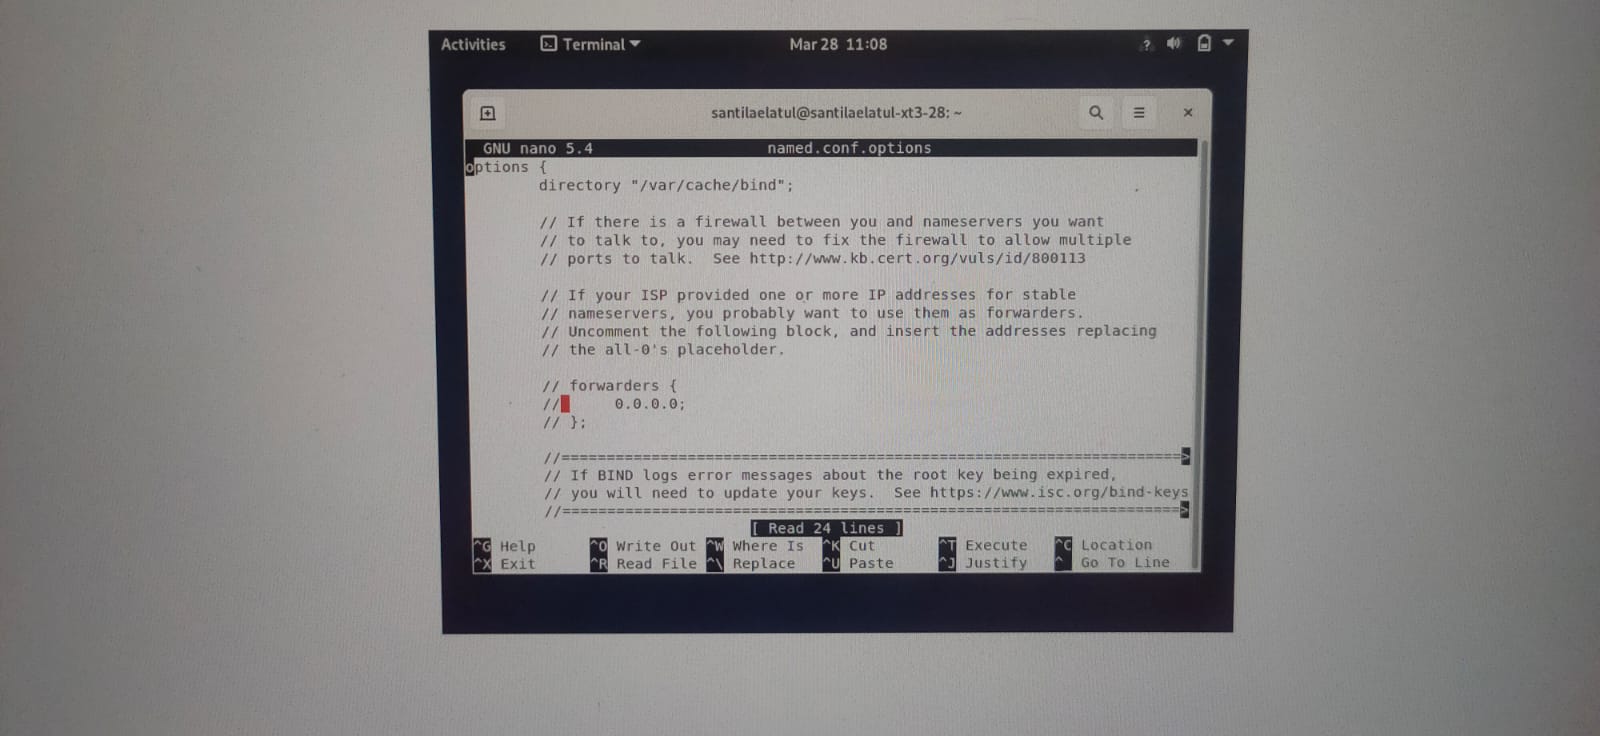 Activities Terminal Mar 28 11:08 ?
santilaelatul@santilaelatul-xt3-28: ~
GNU nano 5.4 named.conf.options
options {
directory "/var/cache/bind";
// If there is a firewall between you and nameservers you want
// to talk to, you may need to fix the firewall to allow multiple
// ports to talk. See http://www.kb.cert.org/vuls/id/800113
// If your ISP provided one or more IP addresses for stable
// nameservers, you probably want to use them as forwarders.
// Uncomment the following block, and insert the addresses replacing
// the all-0's placeholder.
// forwarders {
// 0.0.0.0;
// };
//=====================================================================>
// If BIND logs error messages about the root key being expired,
// you will need to update your keys. See https://www.isc.org/bind-keys
//=====================================================================>
[ Read 24 lines ]
^G Help ^O Write Out ^W Where Is ^K Cut ^T Execute ^C Location
^X Exit ^R Read File ^\ Replace ^U Paste ^J Justify ^ Go To Line